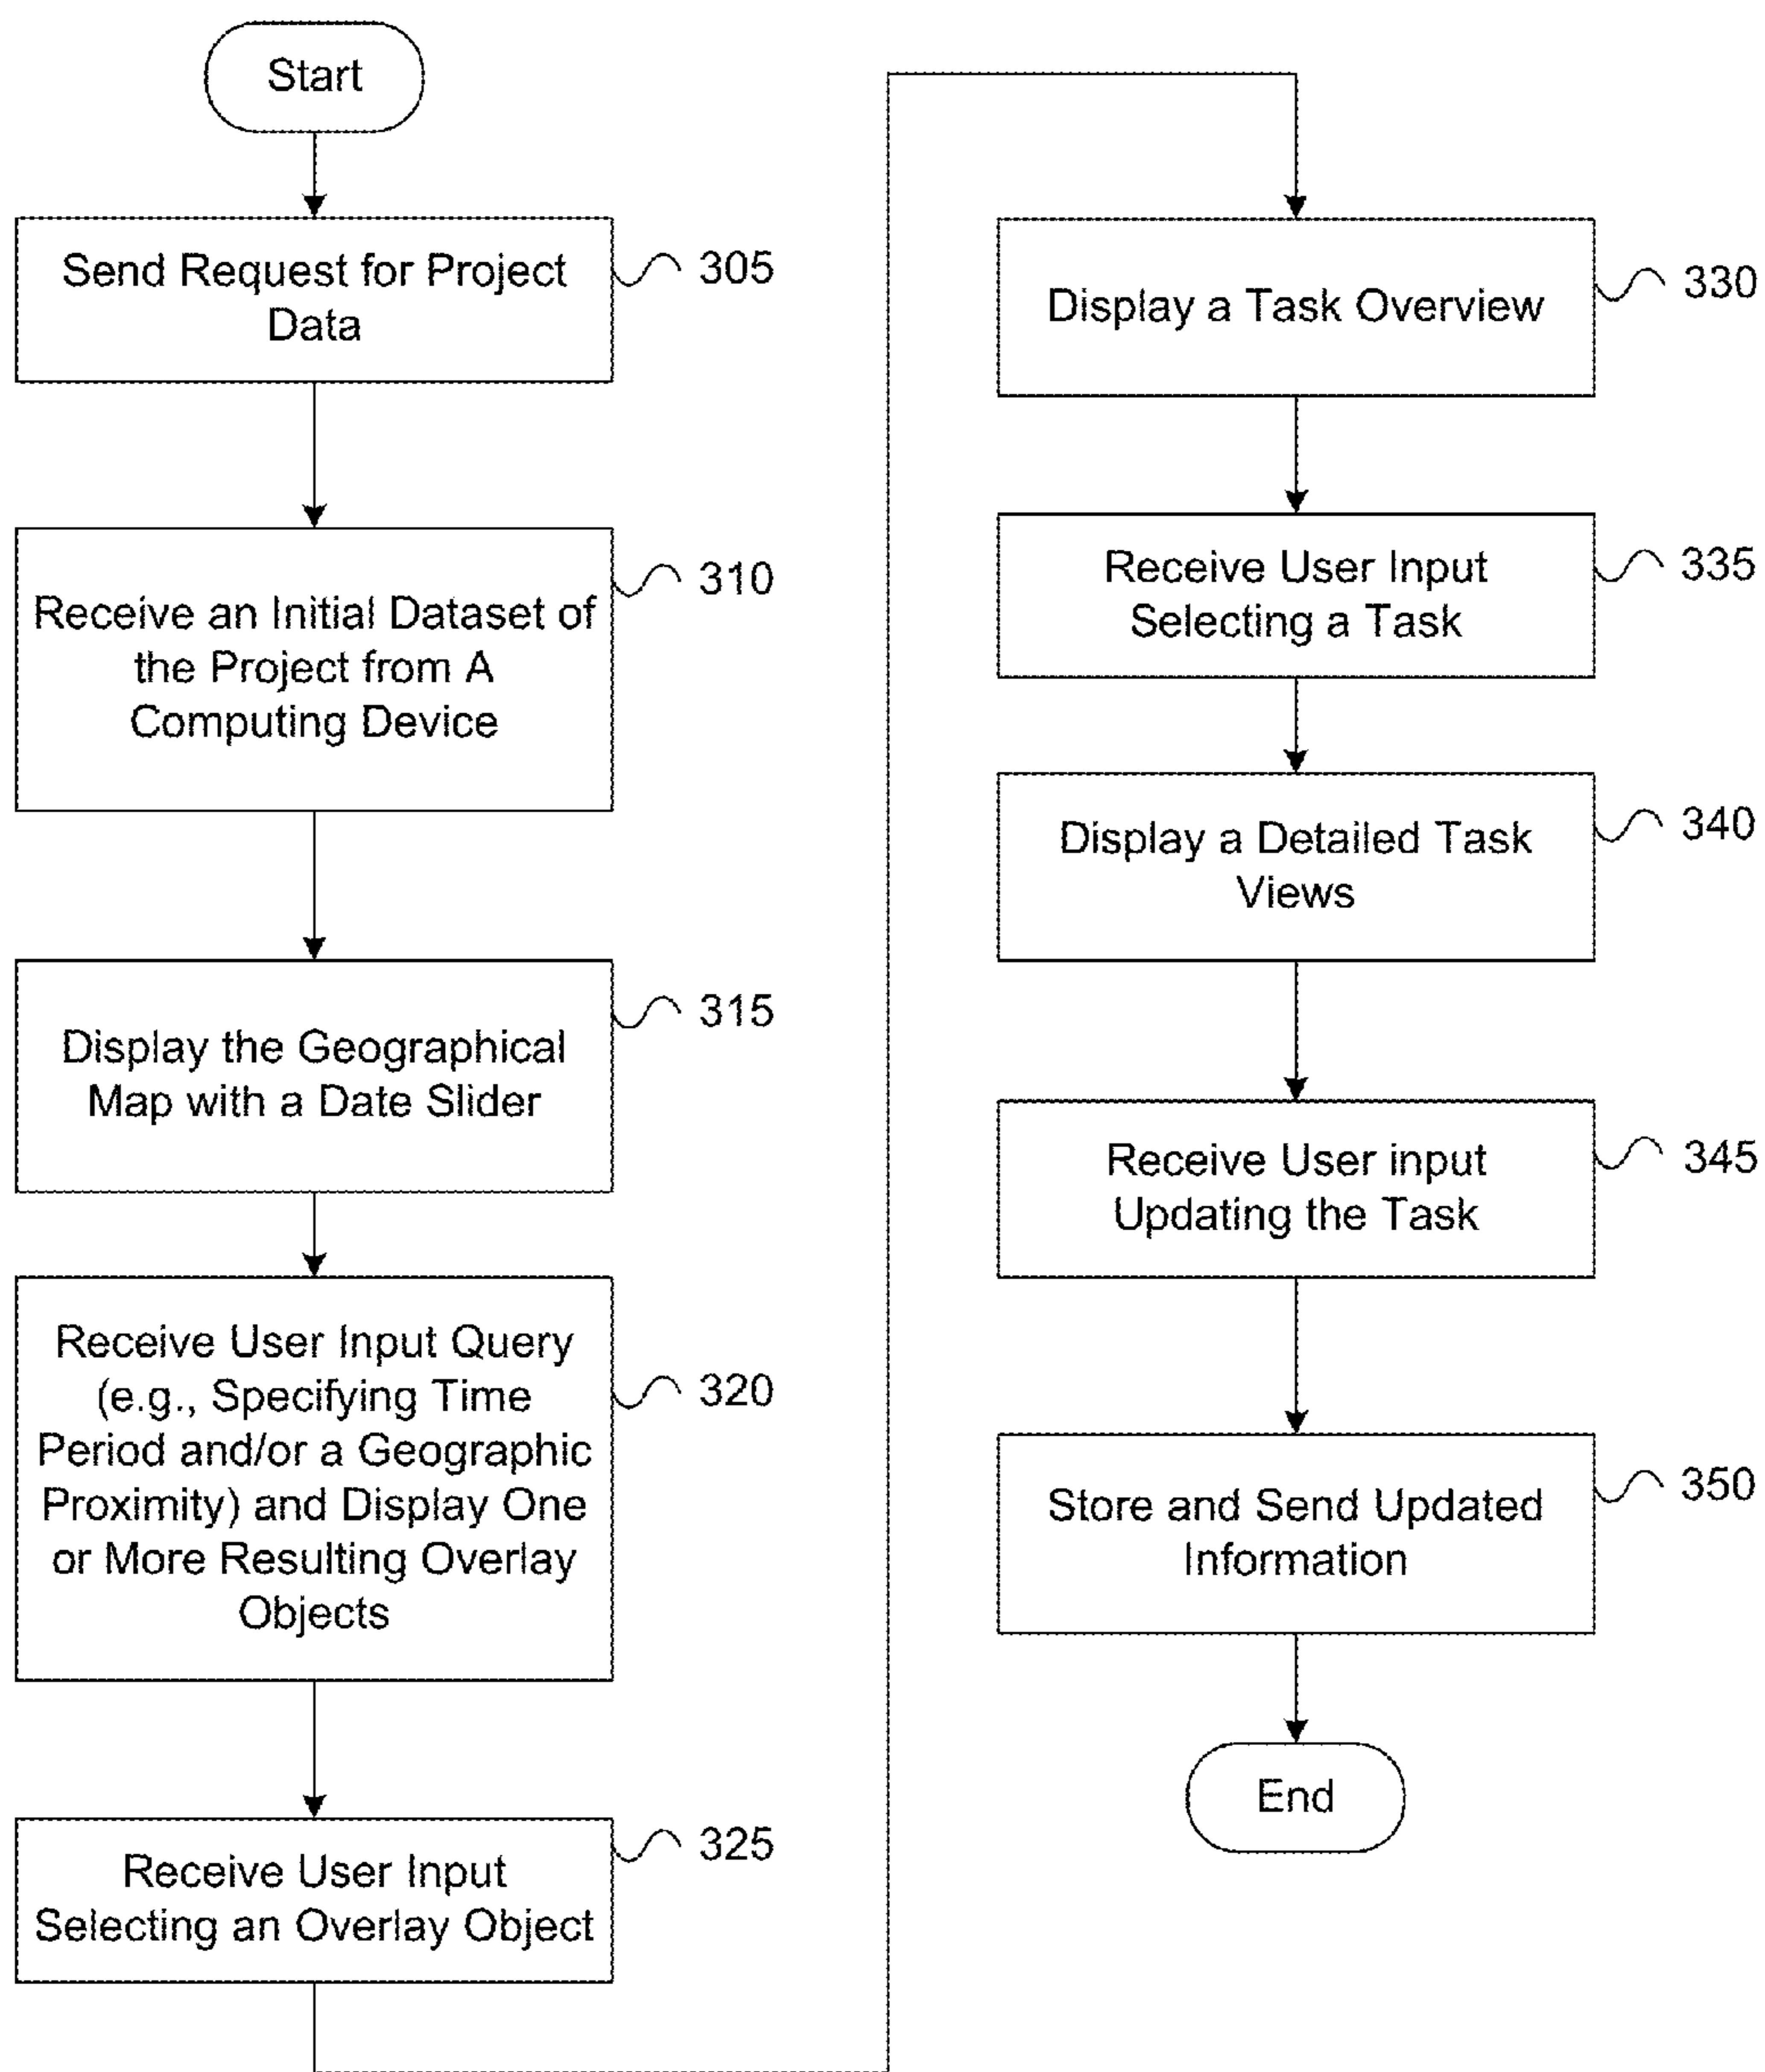 Start
Send Request for Project
Data
305
Receive an Initial Dataset of
the Project from A
Computing Device
310
Display the Geographical
Map with a Date Slider
315
Receive User Input Query
(e.g., Specifying Time
Period and/or a Geographic
Proximity) and Display One
or More Resulting Overlay
Objects
320
Receive User Input
Selecting an Overlay Object
325
Display a Task Overview
330
Receive User Input
Selecting a Task
335
Display a Detailed Task
Views
340
Receive User input
Updating the Task
345
Store and Send Updated
Information
350
End